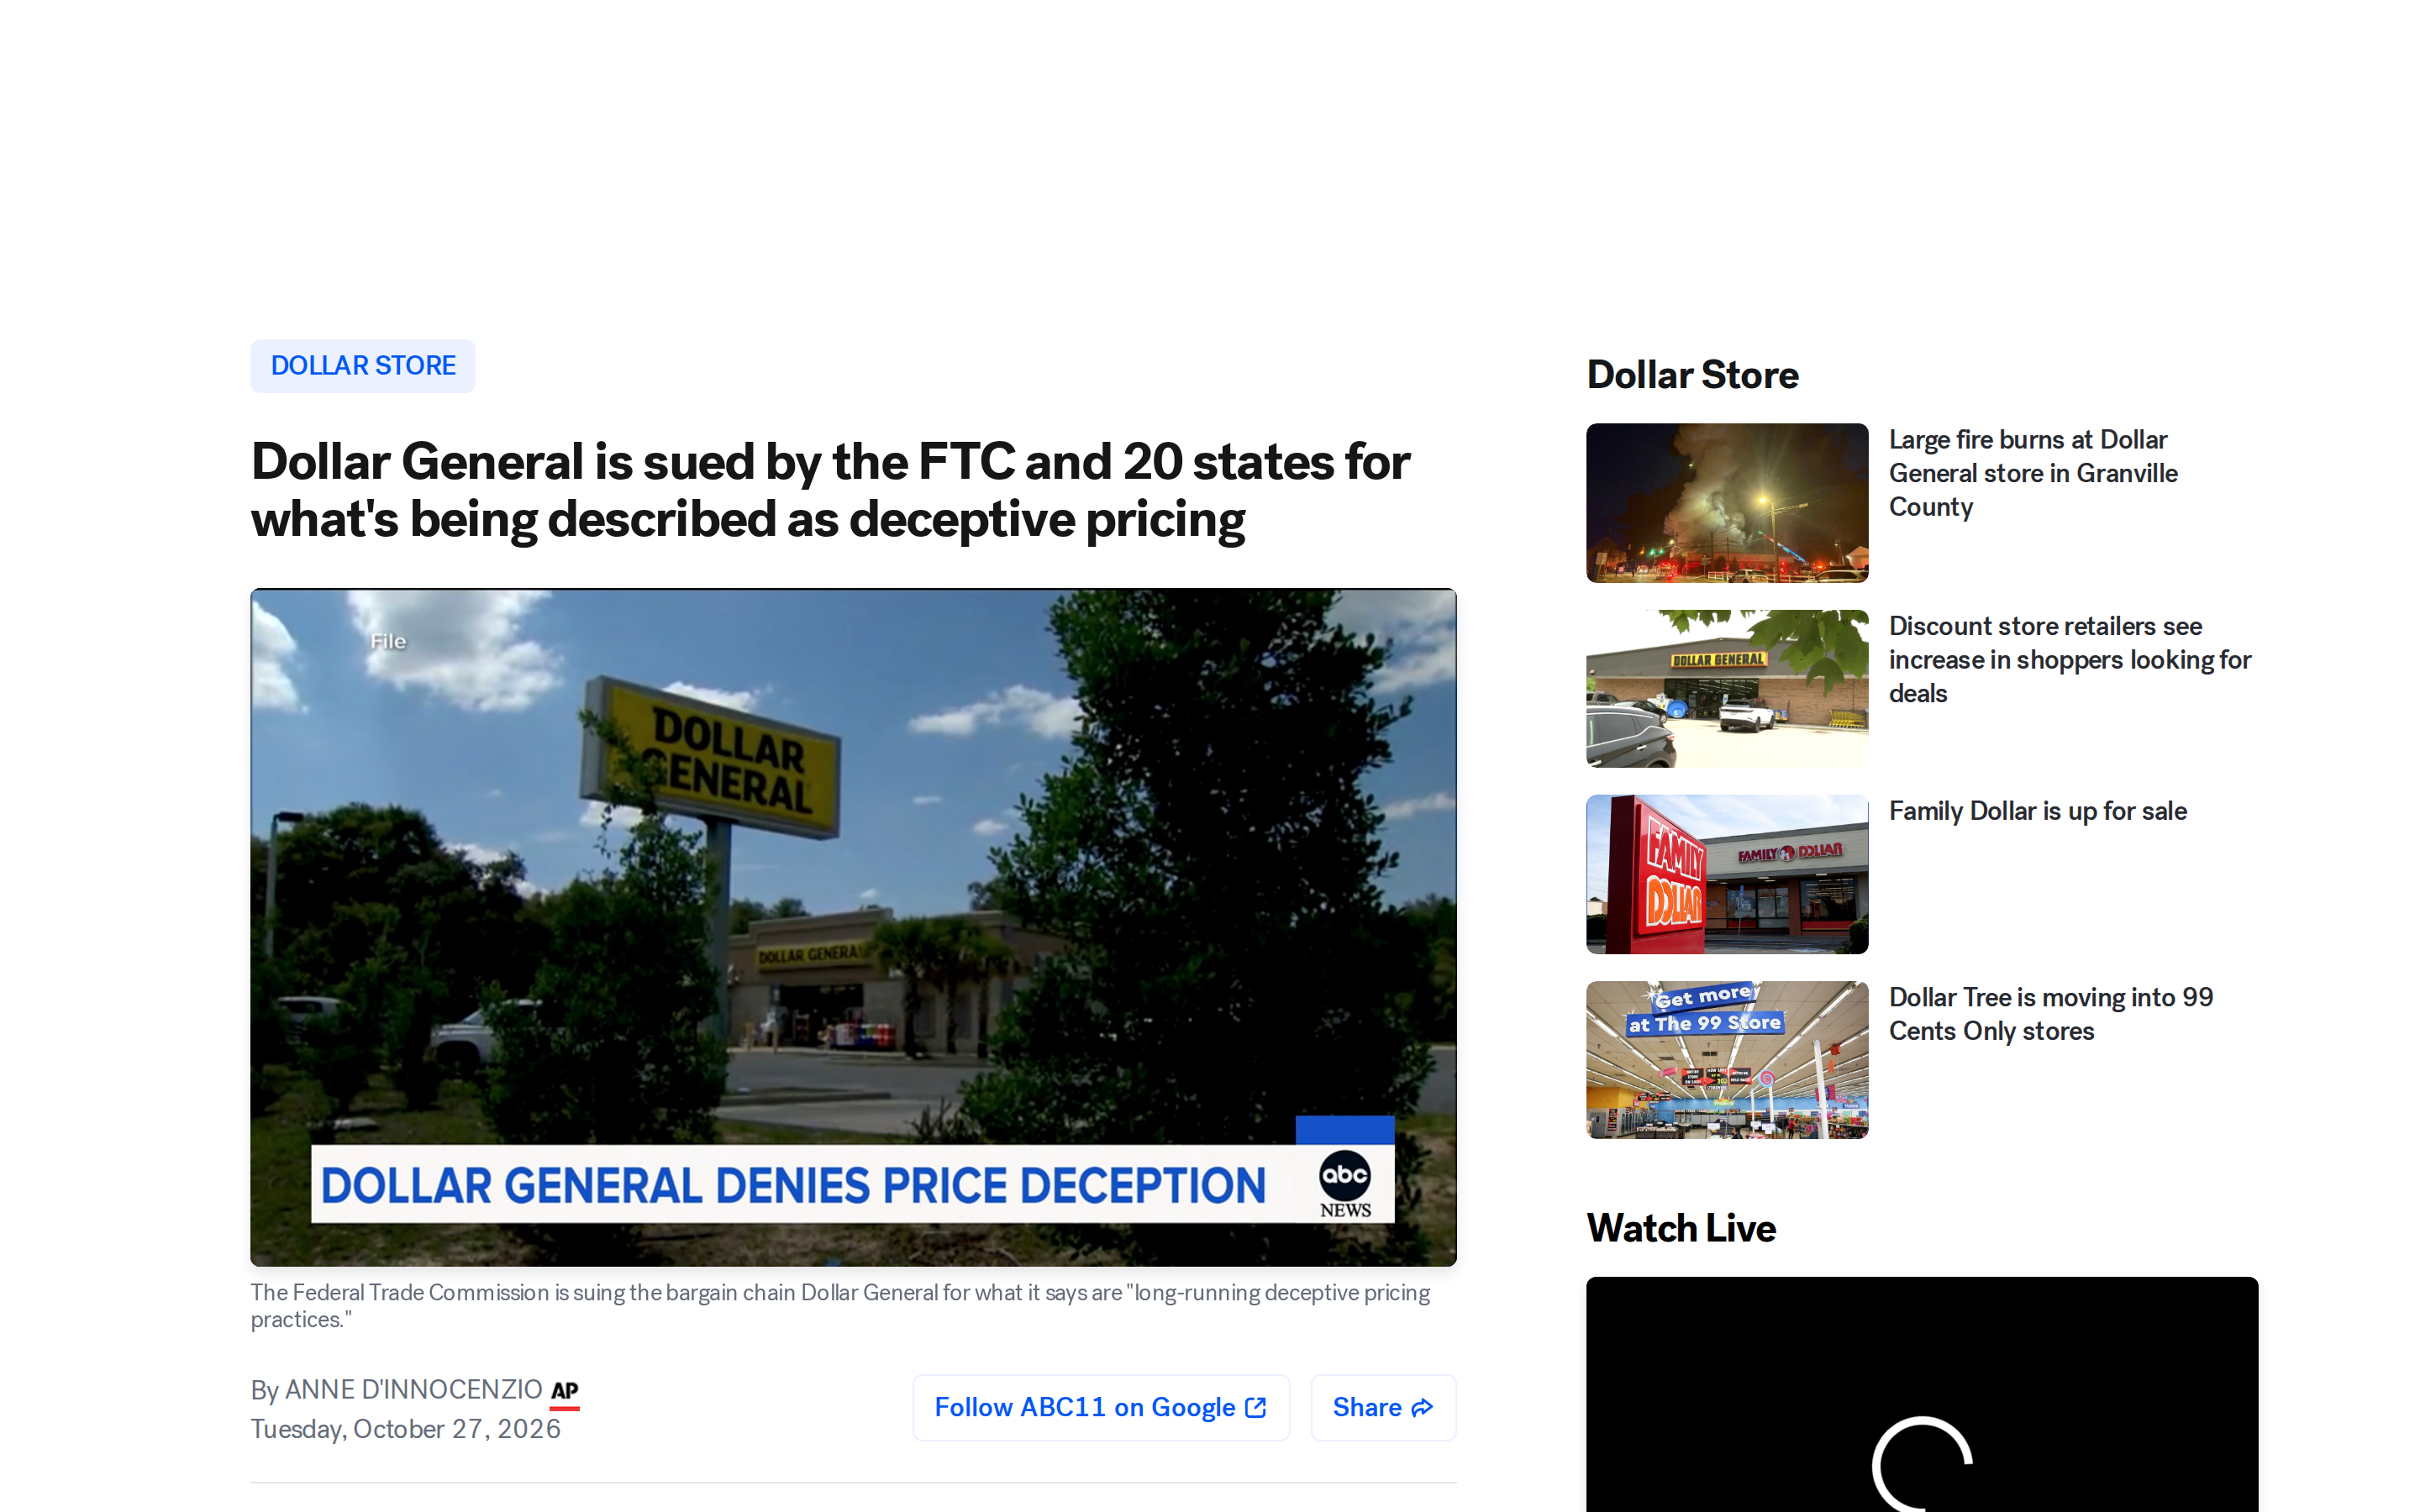 DOLLAR STORE
Dollar General is sued by the FTC and 20 states for
what's being described as deceptive pricing
File
DOLLAR
GENERAL
DOLLAR GENERAL
DOLLAR GENERAL DENIES PRICE DECEPTION
abc
NEWS
The Federal Trade Commission is suing the bargain chain Dollar General for what it says are "long-running deceptive pricing
practices."
By ANNE D'INNOCENZIO AP
Tuesday, October 27, 2026
Follow ABC11 on Google
Share
Dollar Store
Large fire burns at Dollar
General store in Granville
County
DOLLAR GENERAL
Discount store retailers see
increase in shoppers looking for
deals
FAMILY
DOLLAR
FAMILY DOLLAR
Family Dollar is up for sale
Get more
at The 99 Store
Dollar Tree is moving into 99
Cents Only stores
Watch Live